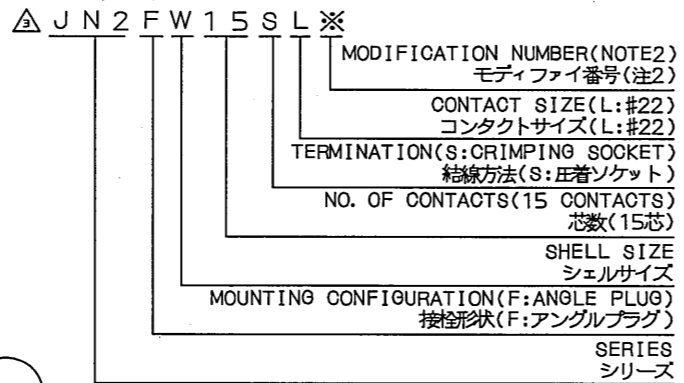 3 JN2FW15SL※
MODIFICATION NUMBER(NOTE2)
モディファイ番号(注2)
CONTACT SIZE(L:#22)
コンタクトサイズ(L:#22)
TERMINATION(S:CRIMPING SOCKET)
結線方法(S:圧着ソケット)
NO. OF CONTACTS(15 CONTACTS)
芯数(15芯)
SHELL SIZE
シェルサイズ
MOUNTING CONFIGURATION(F:ANGLE PLUG)
接栓形状(F:アングルプラグ)
SERIES
シリーズ